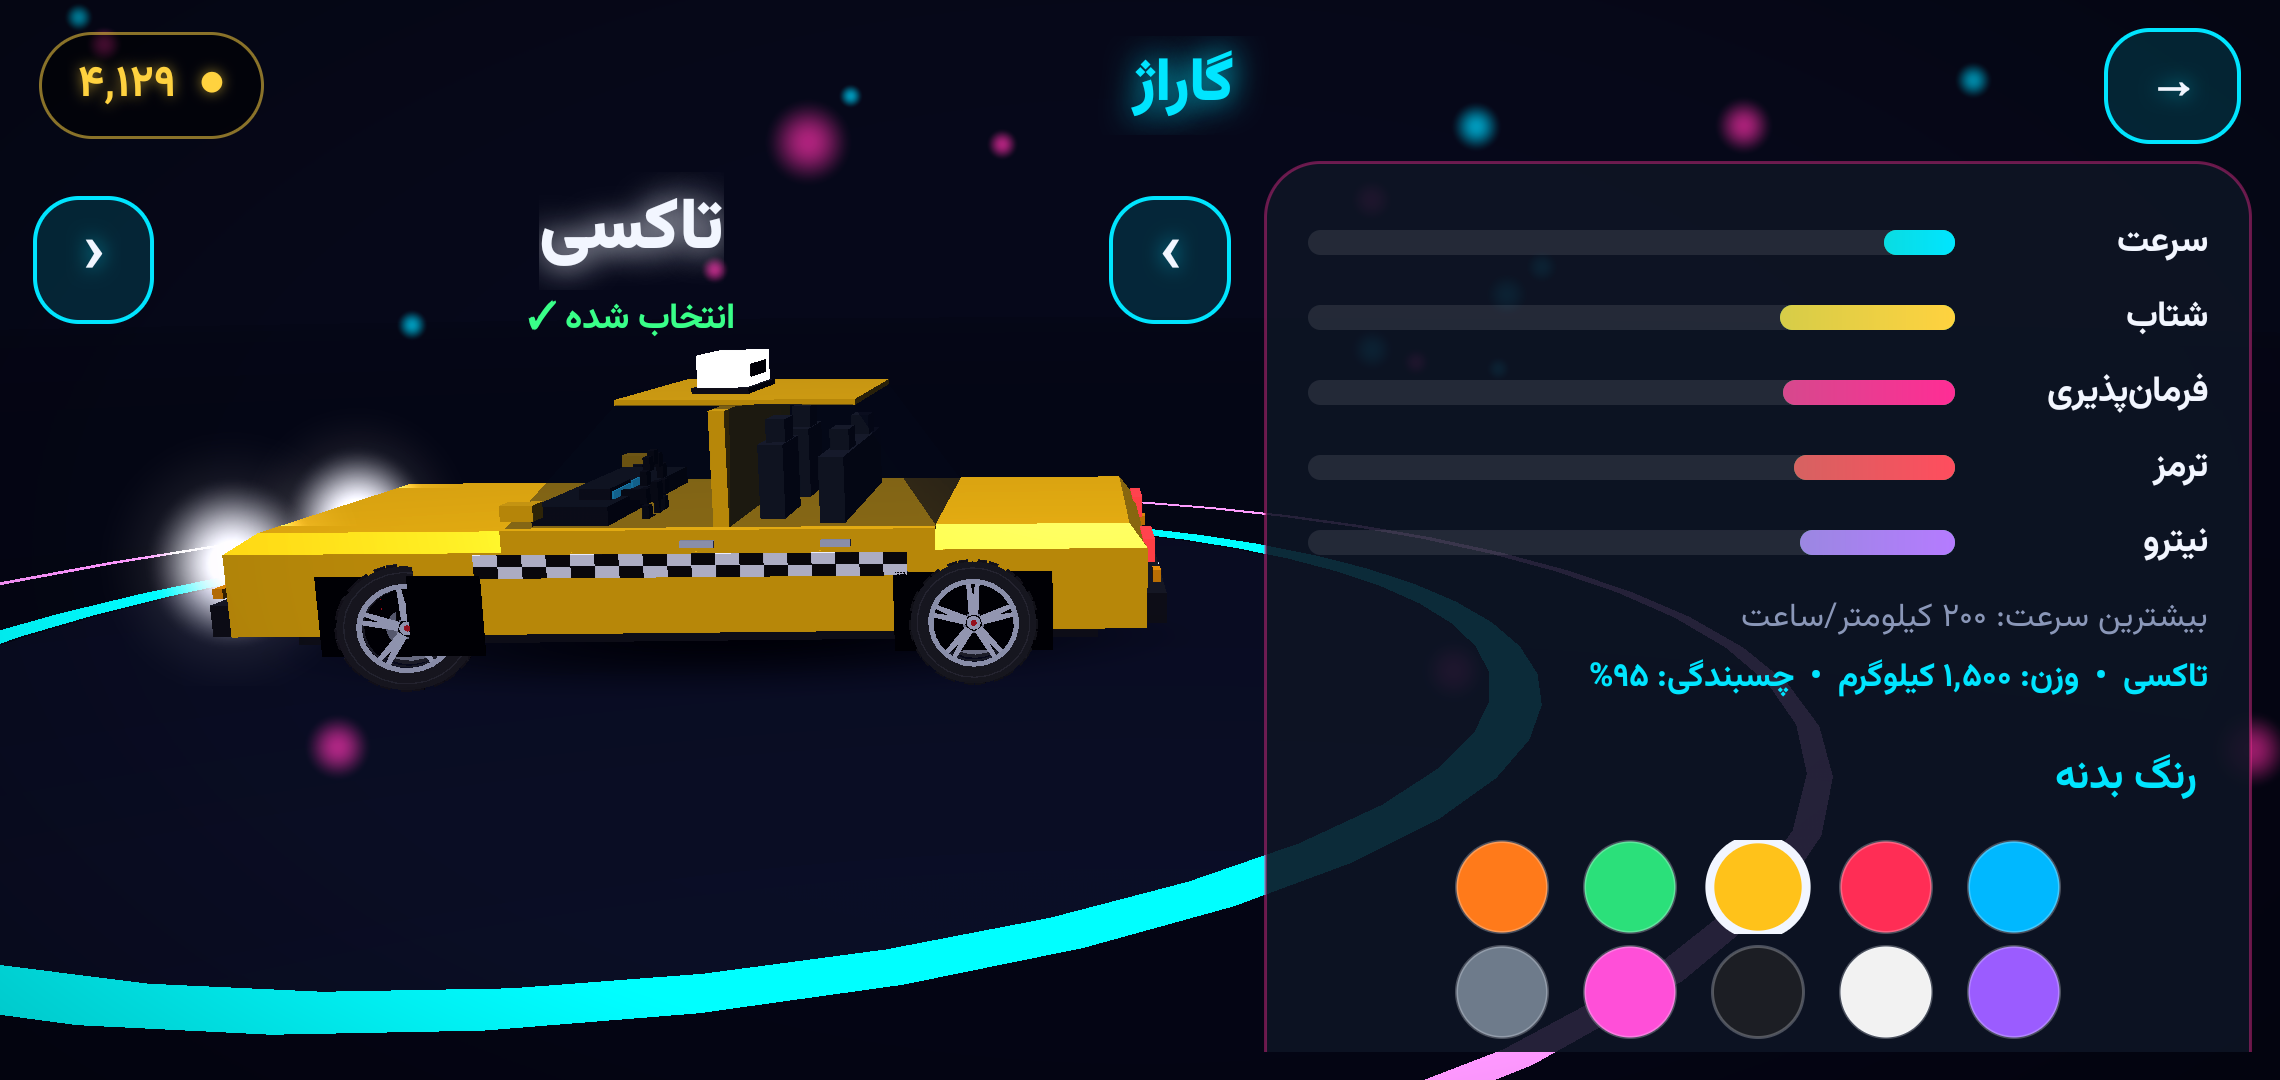 →
گاراژ
● ۴,۱۲۹
تاکسی
انتخاب شده ✓
سرعت
شتاب
فرمان‌پذیری
ترمز
نیترو
بیشترین سرعت: ۲۰۰ کیلومتر/ساعت
تاکسی • وزن: ۱,۵۰۰ کیلوگرم • چسبندگی: ۹۵%
رنگ بدنه